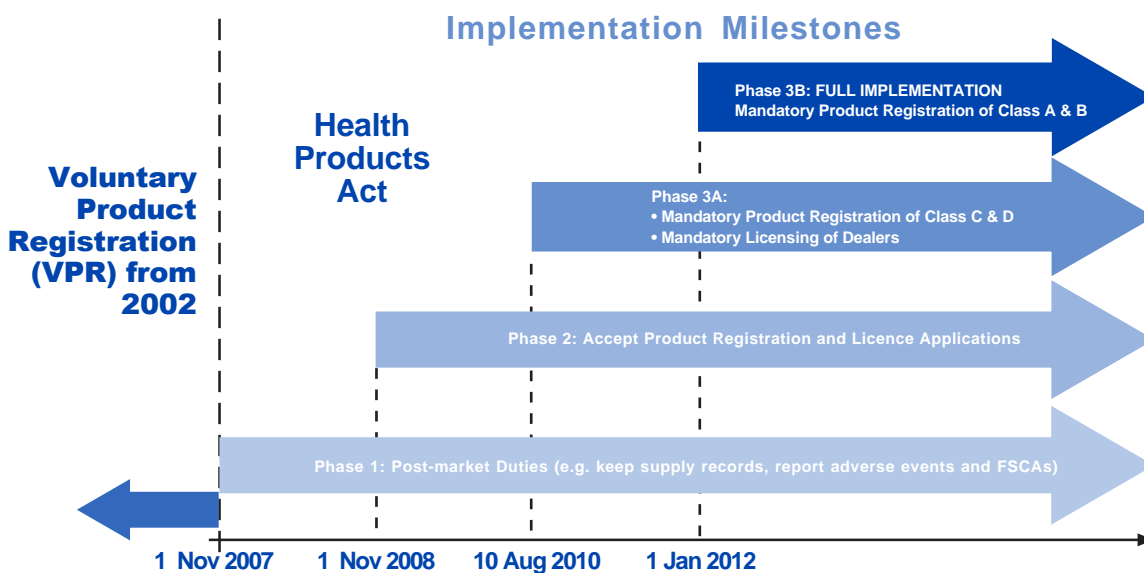 Implementation Milestones
Phase 3B: FULL IMPLEMENTATION
Mandatory Product Registration of Class A & B
Health
Products
Act
Voluntary
Product
Registration
(VPR) from
2002
Phase 3A:
• Mandatory Product Registration of Class C & D
• Mandatory Licensing of Dealers
Phase 2: Accept Product Registration and Licence Applications
Phase 1: Post-market Duties (e.g. keep supply records, report adverse events and FSCAs)
1 Nov 2007
1 Nov 2008
10 Aug 2010
1 Jan 2012